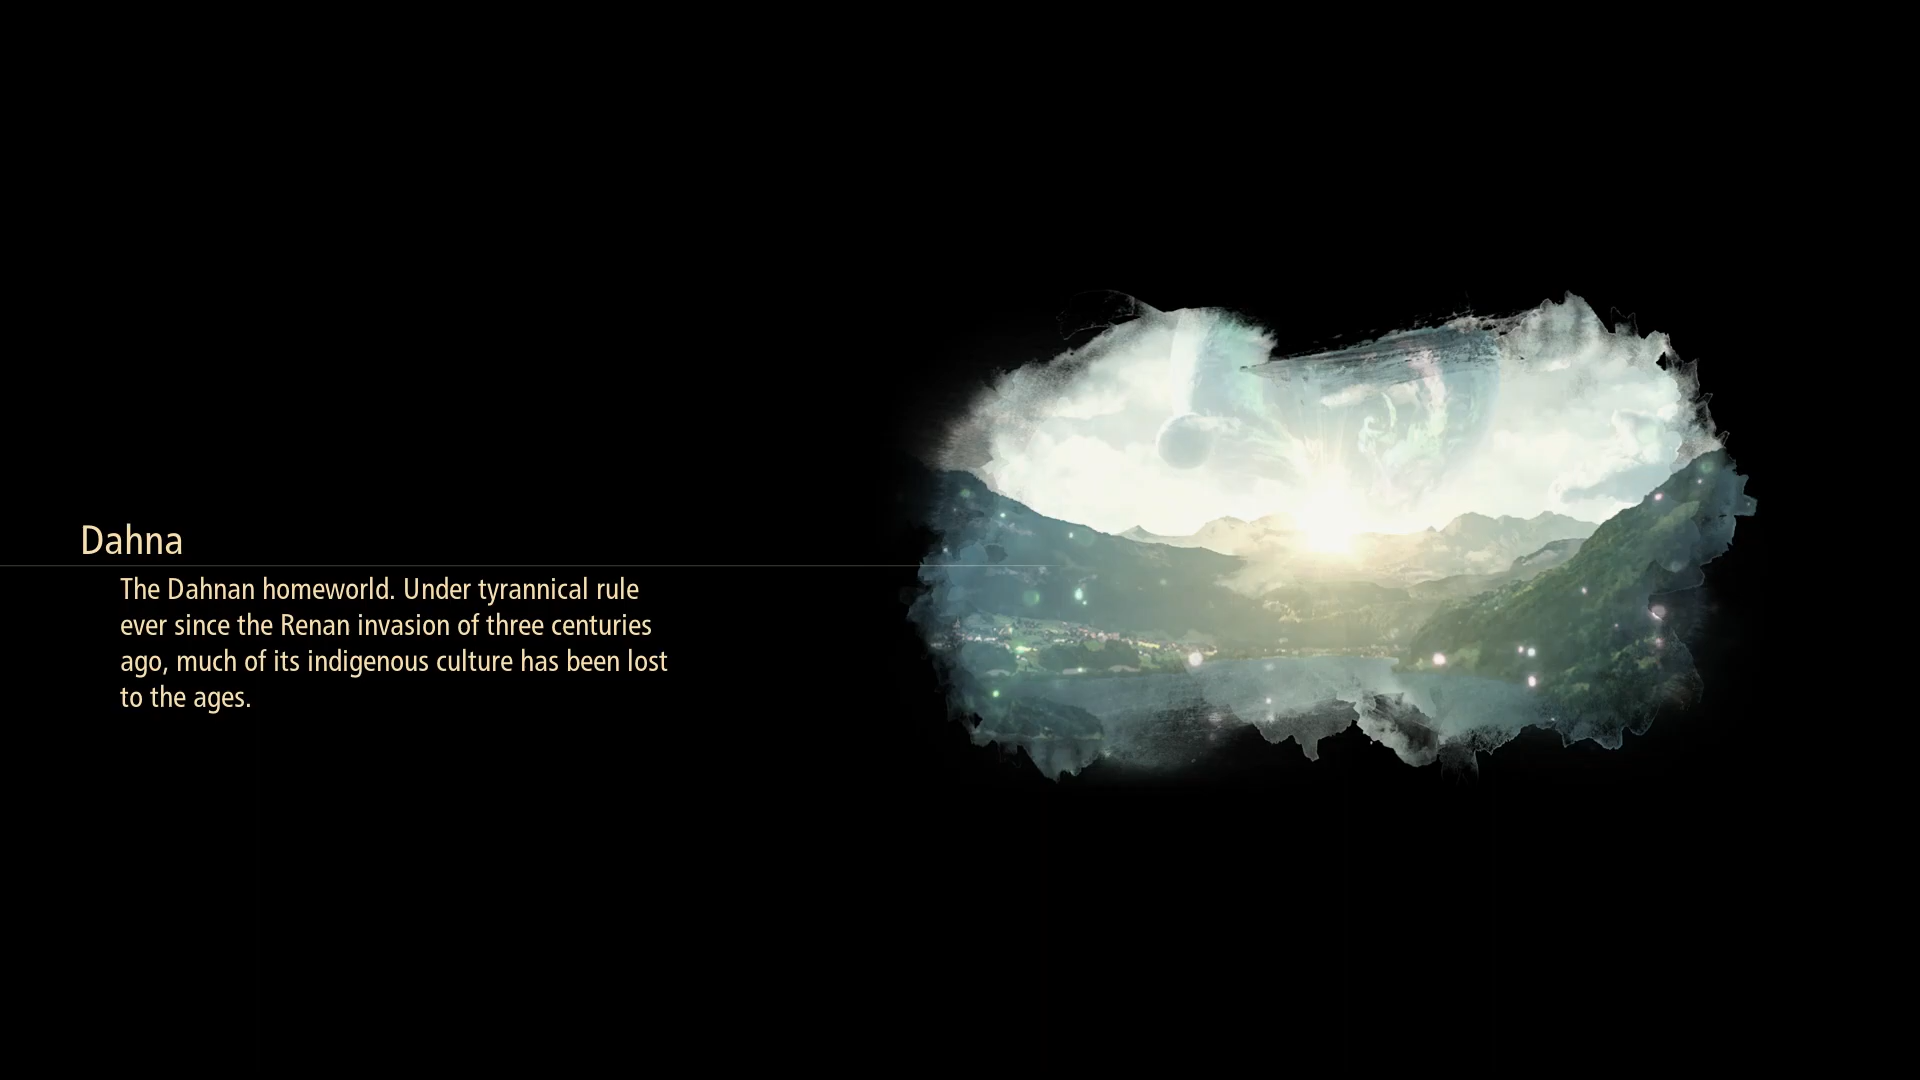 Dahna
The Dahnan homeworld. Under tyrannical rule
ever since the Renan invasion of three centuries
ago, much of its indigenous culture has been lost
to the ages.